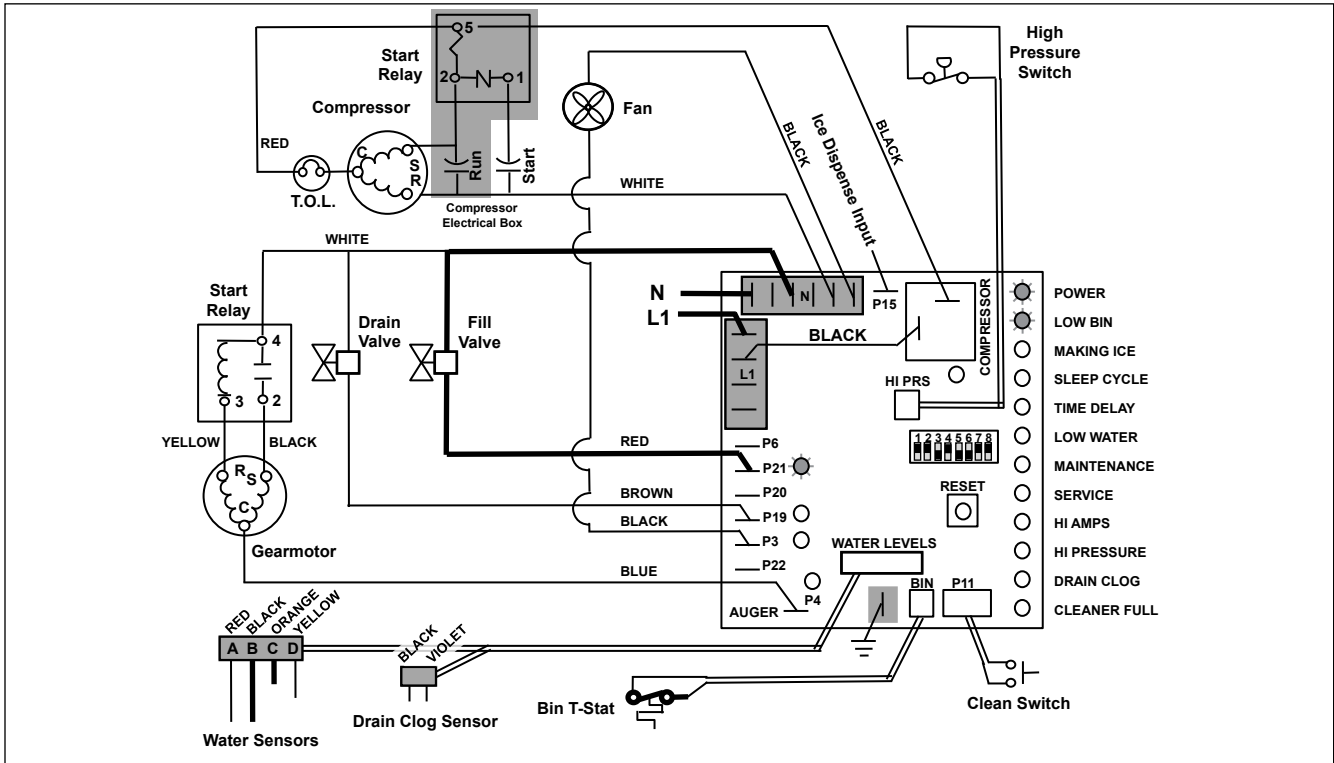 5
Start
Relay
2
N
1
Compressor
RED
C
S
R
T.O.L.
Run
Start
Compressor
Electrical Box
Fan
BLACK
Ice Dispense Input
BLACK
High
Pressure
Switch
WHITE
WHITE
Start
Relay
4
3
2
YELLOW
BLACK
R
S
C
Gearmotor
Drain
Valve
Fill
Valve
N
L1
N
P15
BLACK
L1
COMPRESSOR
HI PRS
1 2 3 4 5 6 7 8
RESET
RED
P6
P21
P20
BROWN
P19
BLACK
P3
P22
BLUE
P4
AUGER
WATER LEVELS
BIN
P11
POWER
LOW BIN
MAKING ICE
SLEEP CYCLE
TIME DELAY
LOW WATER
MAINTENANCE
SERVICE
HI AMPS
HI PRESSURE
DRAIN CLOG
CLEANER FULL
RED
BLACK
ORANGE
YELLOW
A B C D
Water Sensors
BLACK
VIOLET
Drain Clog Sensor
Bin T-Stat
Clean Switch